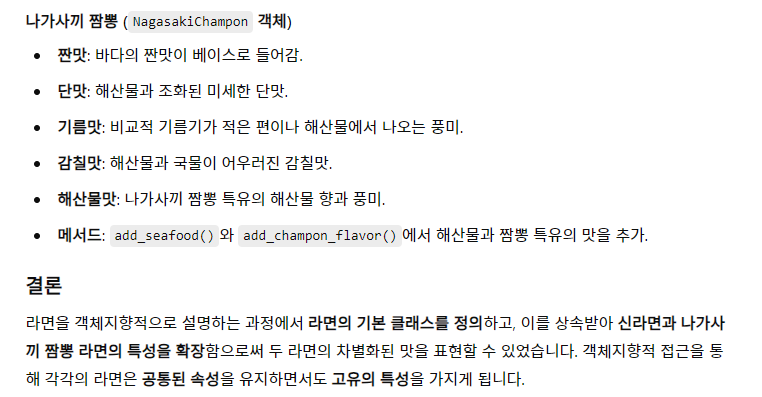 나가사끼 짬뽕 (NagasakiChampon 객체)
• 짠맛: 바다의 짠맛이 베이스로 들어감.
• 단맛: 해산물과 조화된 미세한 단맛.
• 기름맛: 비교적 기름기가 적은 편이나 해산물에서 나오는 풍미.
• 감칠맛: 해산물과 국물이 어우러진 감칠맛.
• 해산물맛: 나가사끼 짬뽕 특유의 해산물 향과 풍미.
• 메서드: add_seafood()와 add_champon_flavor()에서 해산물과 짬뽕 특유의 맛을 추가.
결론
라면을 객체지향적으로 설명하는 과정에서 라면의 기본 클래스를 정의하고, 이를 상속받아 신라면과 나가사
끼 짬뽕 라면의 특성을 확장함으로써 두 라면의 차별화된 맛을 표현할 수 있었습니다. 객체지향적 접근을 통
해 각각의 라면은 공통된 속성을 유지하면서도 고유의 특성을 가지게 됩니다.